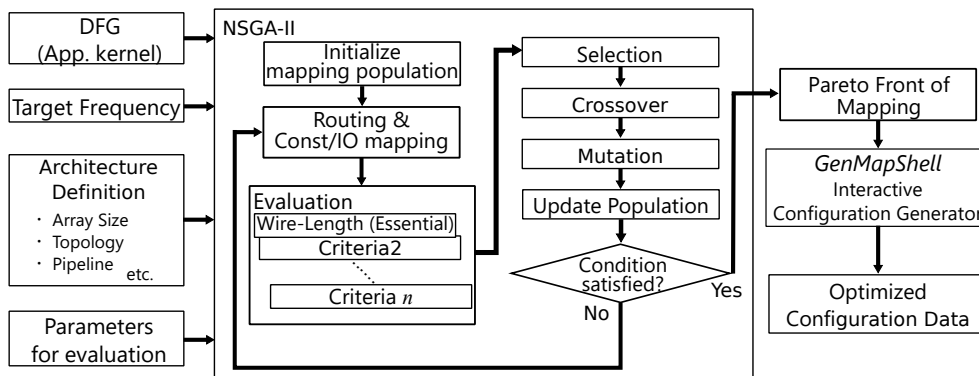 DFG
(App. kernel)
Target Frequency
Architecture
Definition
· Array Size
· Topology
· Pipeline
etc.
Parameters
for evaluation
NSGA-II
Initialize
mapping population
Routing &
Const/IO mapping
Evaluation
Wire-Length (Essential)
Criteria2
Criteria n
Selection
Crossover
Mutation
Update Population
Condition
satisfied?
Yes
No
Pareto Front of
Mapping
GenMapShell
Interactive
Configuration Generator
Optimized
Configuration Data